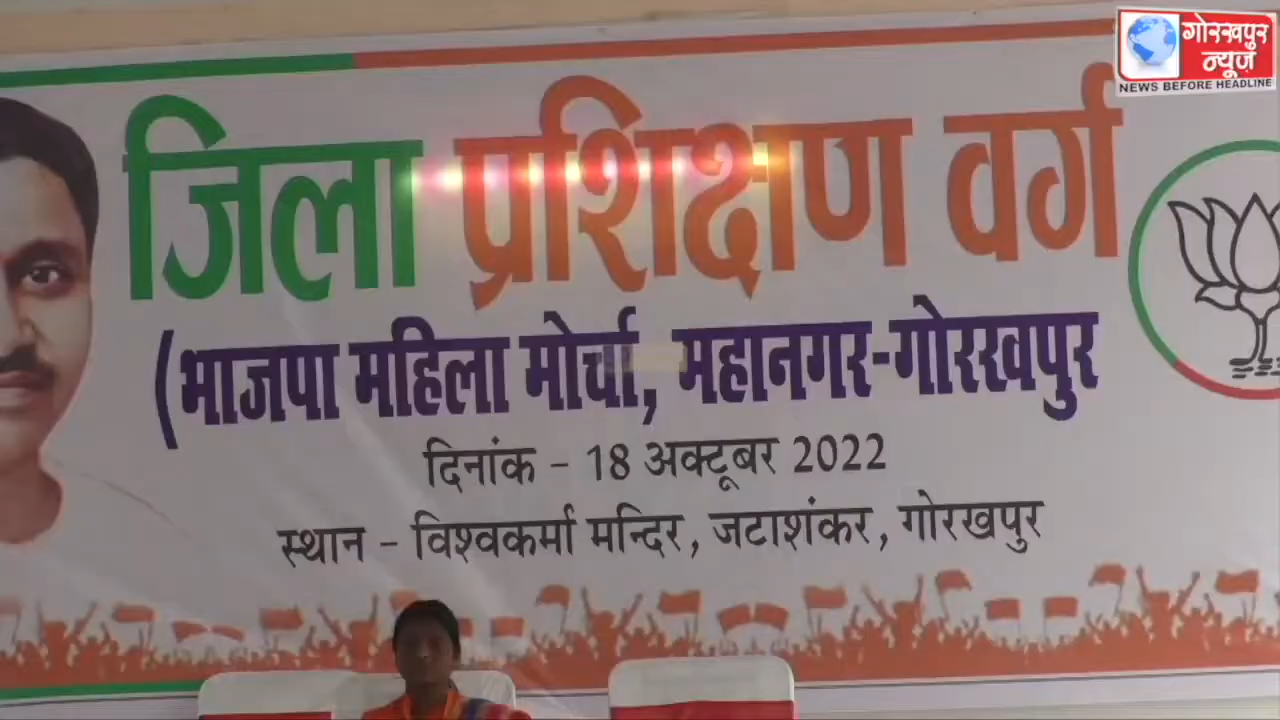 गोरखपुर
न्यूज़
NEWS BEFORE HEADLINE
जिला प्रशिक्षण वर्ग
(भाजपा महिला मोर्चा, महानगर-गोरखपुर
दिनांक - 18 अक्टूबर 2022
स्थान - विश्वकर्मा मन्दिर, जटाशंकर, गोरखपुर